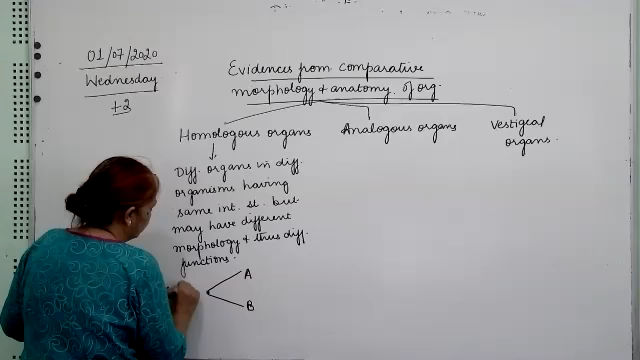 01/07/2020
Wednesday
+2
Evidences from comparative
morphology & anatomy of org.
Homologous organs
Analogous organs
Vestigeal
organs.
Diff. organs in diff.
organisms having
same int. st. but
may have different
morphology & thus diff.
functions.
A
B